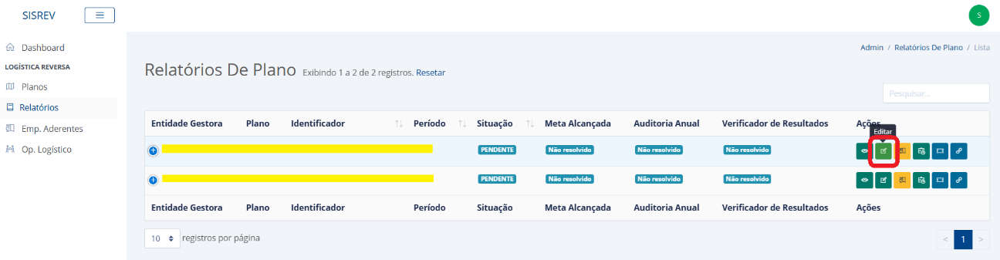 SISREV
S
Dashboard
LOGÍSTICA REVERSA
Planos
Relatórios
Emp. Aderentes
Op. Logístico
Admin / Relatórios De Plano / Lista
Relatórios De Plano Exibindo 1 a 2 de 2 registros. Resetar
Pesquisar...
Entidade Gestora Plano Identificador Período Situação Meta Alcançada Auditoria Anual Verificador de Resultados Ações
Editar
PENDENTE Não resolvido Não resolvido Não resolvido
PENDENTE Não resolvido Não resolvido Não resolvido
Entidade Gestora Plano Identificador Período Situação Meta Alcançada Auditoria Anual Verificador de Resultados Ações
10 registros por página
< 1 >